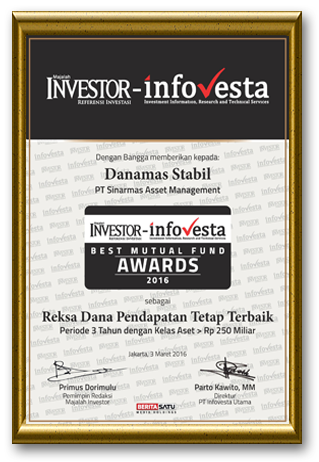 Majalah
INVESTOR - infovesta
REFERENSI INVESTASI
Investment Information, Research and Technical Services
Dengan Bangga memberikan kepada:
Danamas Stabil
PT Sinarmas Asset Management
INVESTOR - infovesta
BEST MUTUAL FUND
AWARDS
2016
sebagai
Reksa Dana Pendapatan Tetap Terbaik
Periode 3 Tahun dengan Kelas Aset > Rp 250 Miliar
Jakarta, 3 Maret 2016
Primus Dorimulu
Pemimpin Redaksi
Majalah Investor
Parto Kawito, MM
Direktur
PT Infovesta Utama
BERITASATU
MEDIA HOLDINGS